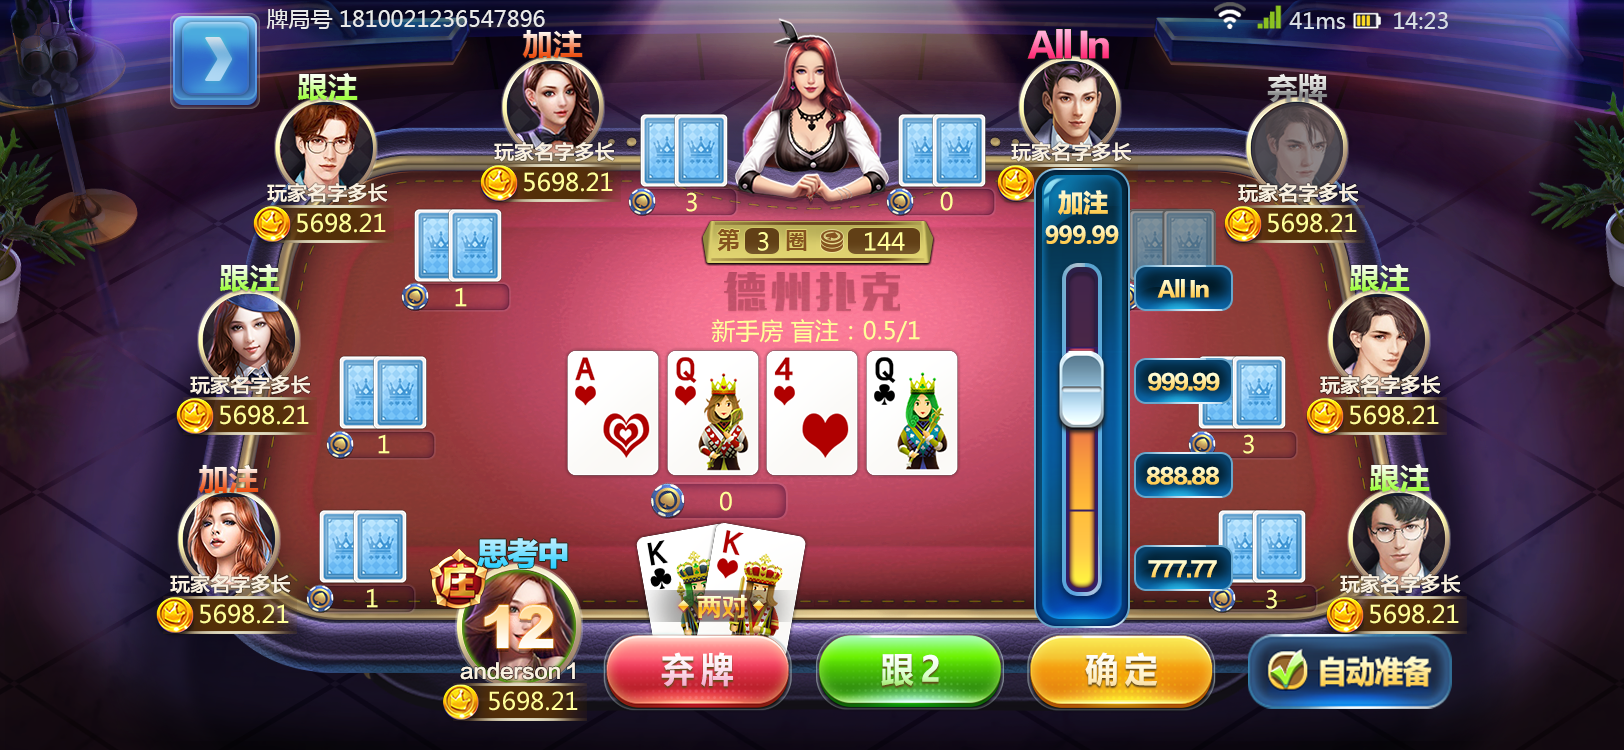 牌局号 1810021236547896
41ms 14:23
加注
玩家名字多长
5698.21
All In
玩家名字多长
跟注
玩家名字多长
5698.21
弃牌
玩家名字多长
5698.21
3
0
第 3 圈 144
德州扑克
新手房 盲注：0.5/1
加注
999.99
All In
999.99
888.88
777.77
1
跟注
玩家名字多长
5698.21
1
跟注
玩家名字多长
5698.21
3
A
Q
4
Q
0
加注
玩家名字多长
5698.21
1
跟注
玩家名字多长
5698.21
3
庄
思考中
12
anderson 1
5698.21
K
K
两对
弃牌
跟2
确定
自动准备